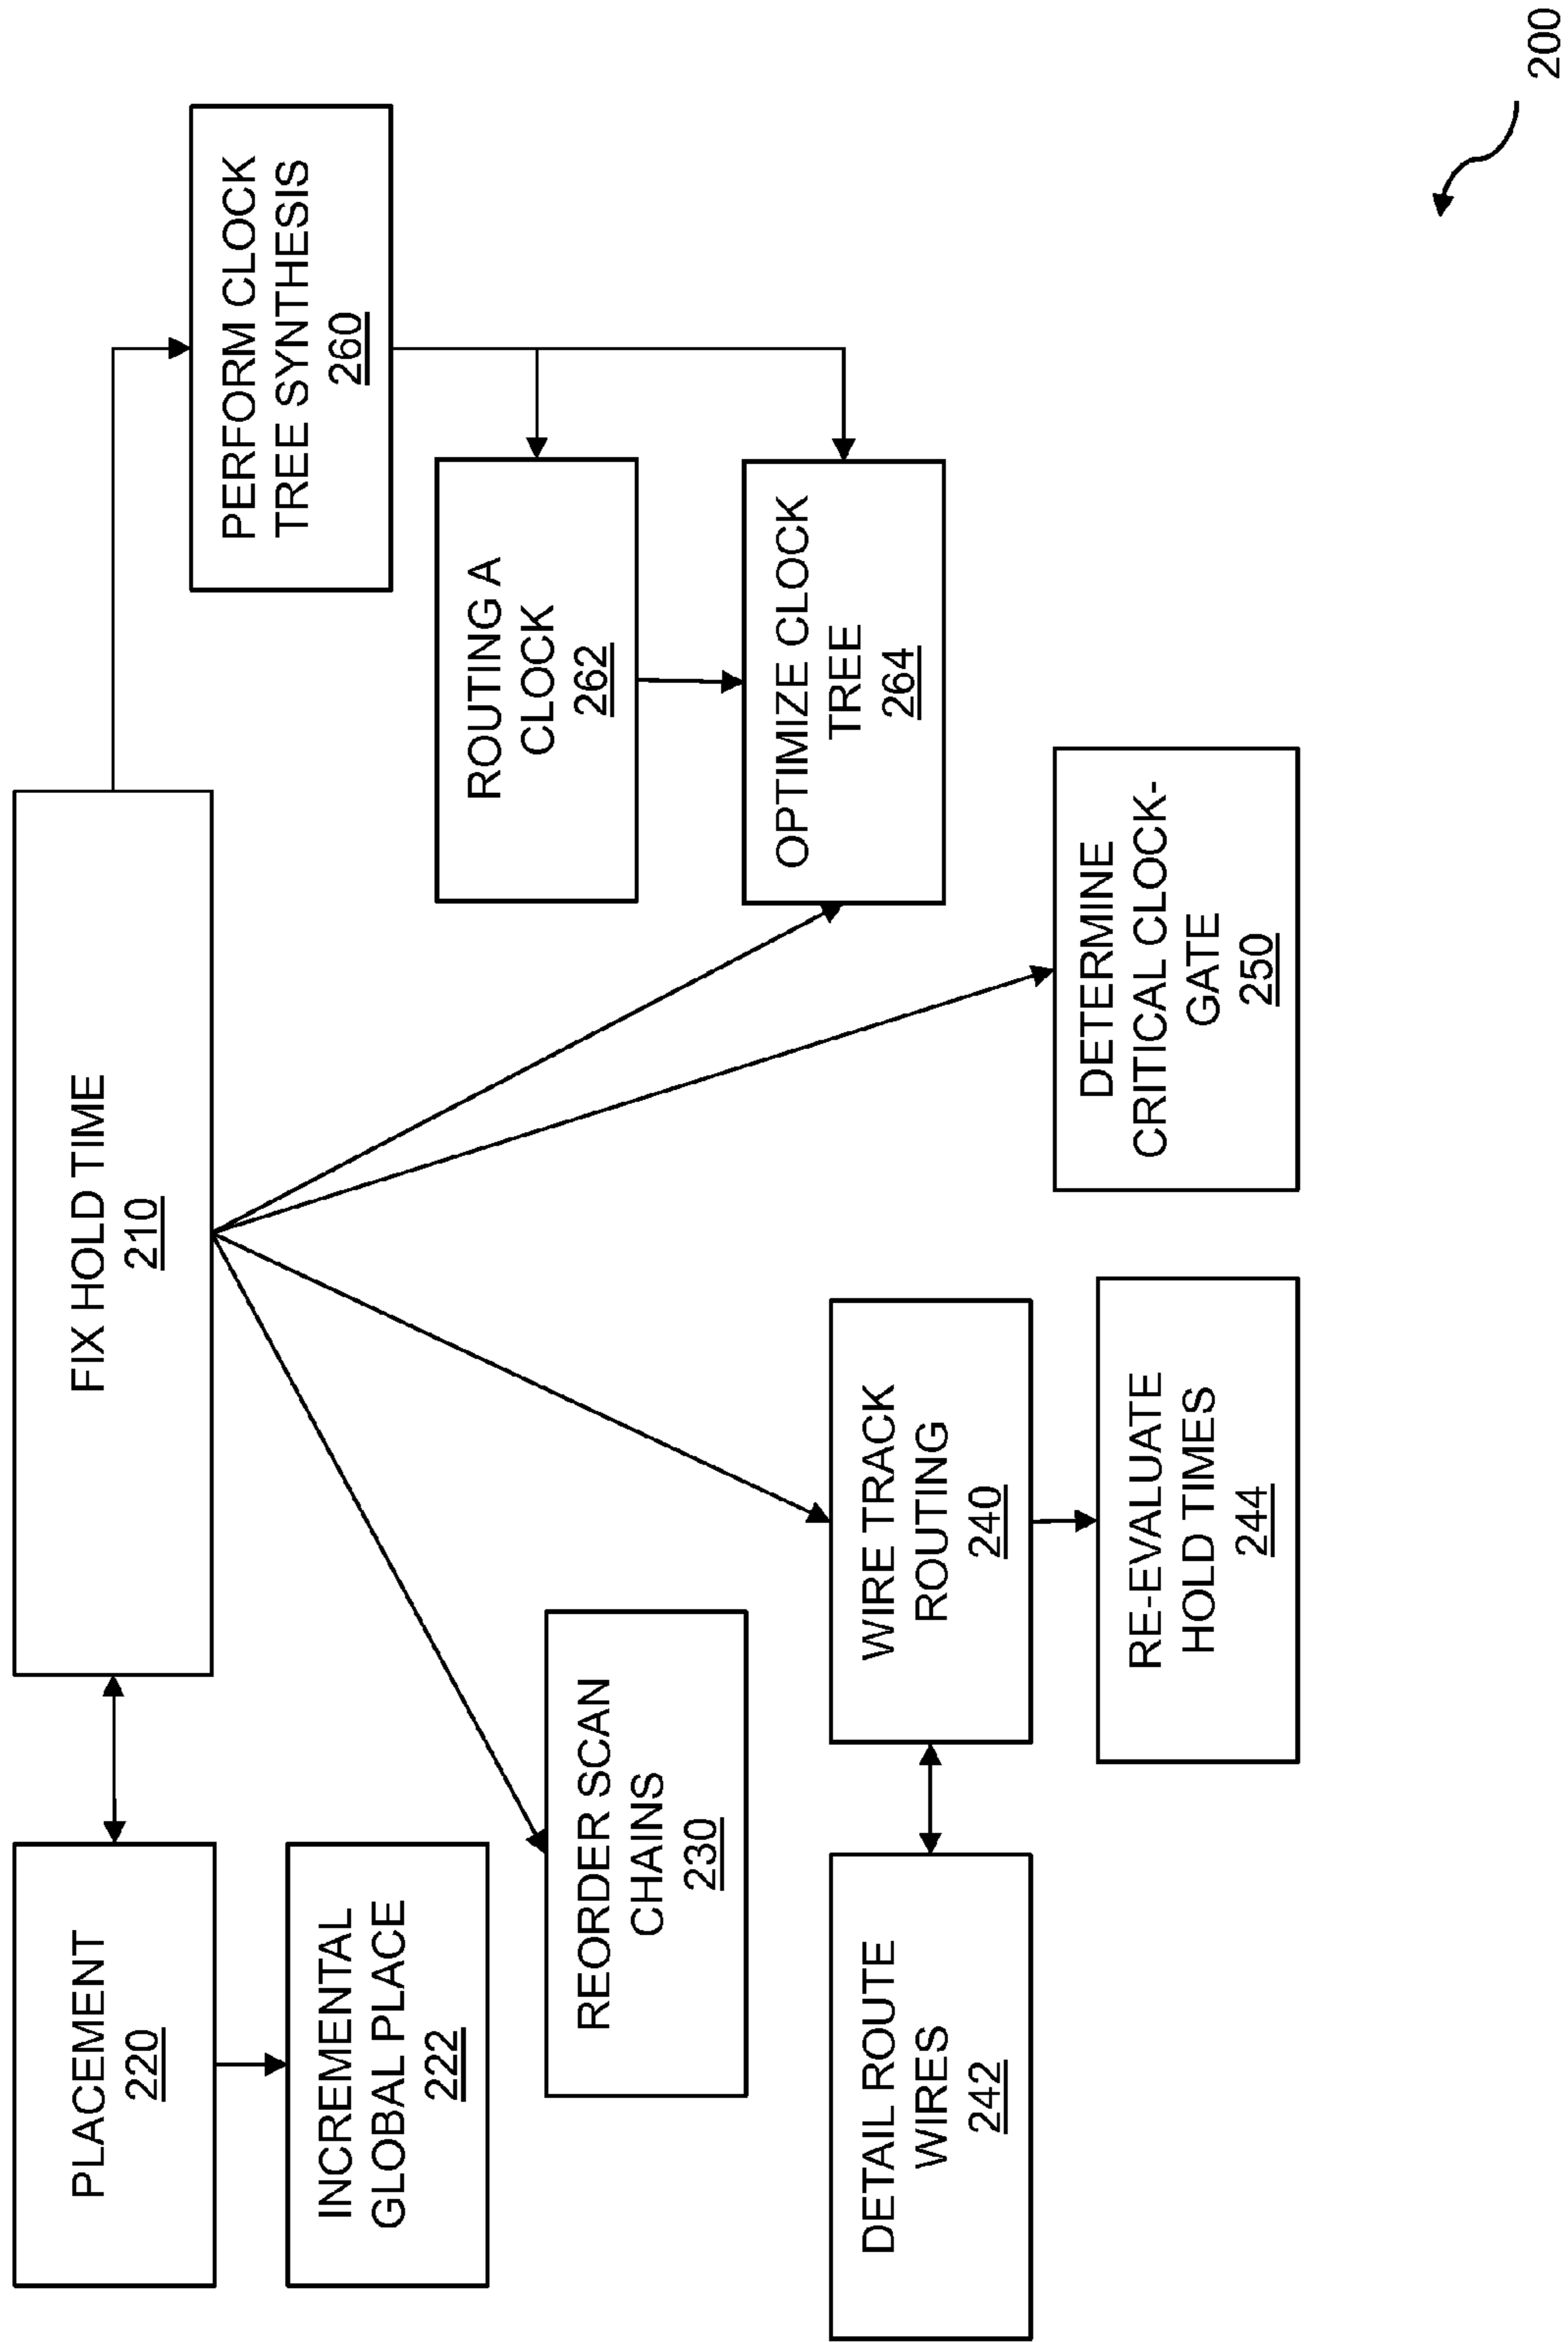 FIX HOLD TIME
210
PLACEMENT
220
INCREMENTAL
GLOBAL PLACE
222
REORDER SCAN
CHAINS
230
DETAIL ROUTE
WIRES
242
WIRE TRACK
ROUTING
240
RE-EVALUATE
HOLD TIMES
244
DETERMINE
CRITICAL CLOCK-
GATE
250
PERFORM CLOCK
TREE SYNTHESIS
260
ROUTING A
CLOCK
262
OPTIMIZE CLOCK
TREE
264
200